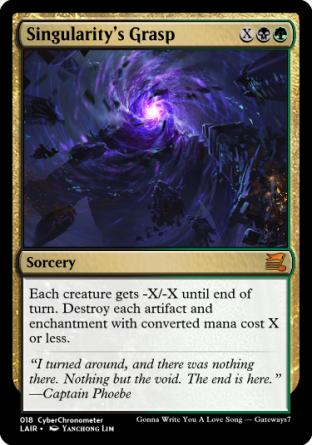 Singularity's Grasp X
Sorcery
Each creature gets -X/-X until end of
turn. Destroy each artifact and
enchantment with converted mana cost X
or less.
"I turned around, and there was nothing
there. Nothing but the void. The end is here."
—Captain Phoebe
018 CyberChronometer Gonna Write You A Love Song — Gateways7
LAIR • Yanchong Lim